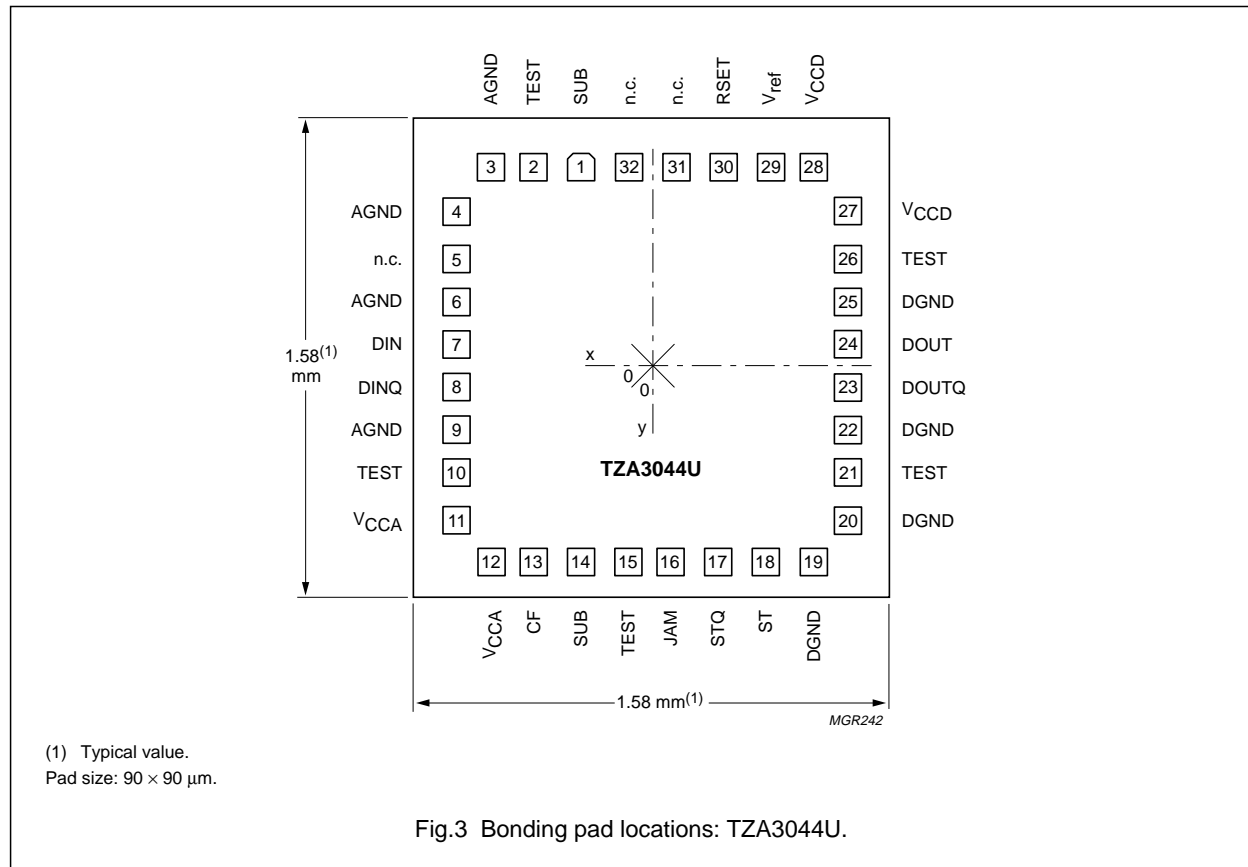 AGND TEST SUB n.c. n.c. RSET Vref VCCD
3 2 1 32 31 30 29 28
AGND 4 27 VCCD
n.c. 5 26 TEST
AGND 6 25 DGND
DIN 7 24 DOUT
1.58(1)
mm
x
0
0
y
DINQ 8 23 DOUTQ
AGND 9 22 DGND
TZA3044U
TEST 10 21 TEST
VCCA 11 20 DGND
12 13 14 15 16 17 18 19
VCCA CF SUB TEST JAM STQ ST DGND
1.58 mm(1)
MGR242
(1) Typical value.
Pad size: 90 × 90 μm.
Fig.3 Bonding pad locations: TZA3044U.